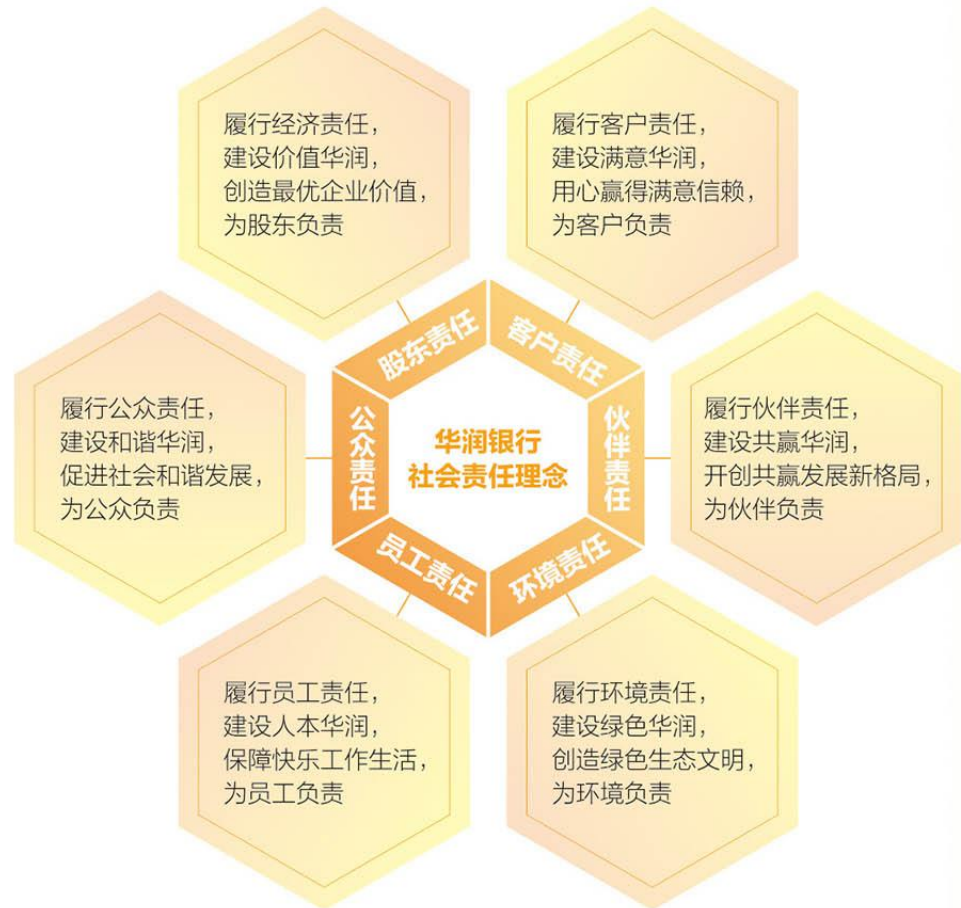 履行经济责任，
建设价值华润，
创造最优企业价值，
为股东负责
履行客户责任，
建设满意华润，
用心赢得满意信赖，
为客户负责
股东责任
客户责任
履行公众责任，
建设和谐华润，
促进社会和谐发展，
为公众负责
公众责任
华润银行
社会责任理念
伙伴责任
履行伙伴责任，
建设共赢华润，
开创共赢发展新格局，
为伙伴负责
员工责任
环境责任
履行员工责任，
建设人本华润，
保障快乐工作生活，
为员工负责
履行环境责任，
建设绿色华润，
创造绿色生态文明，
为环境负责